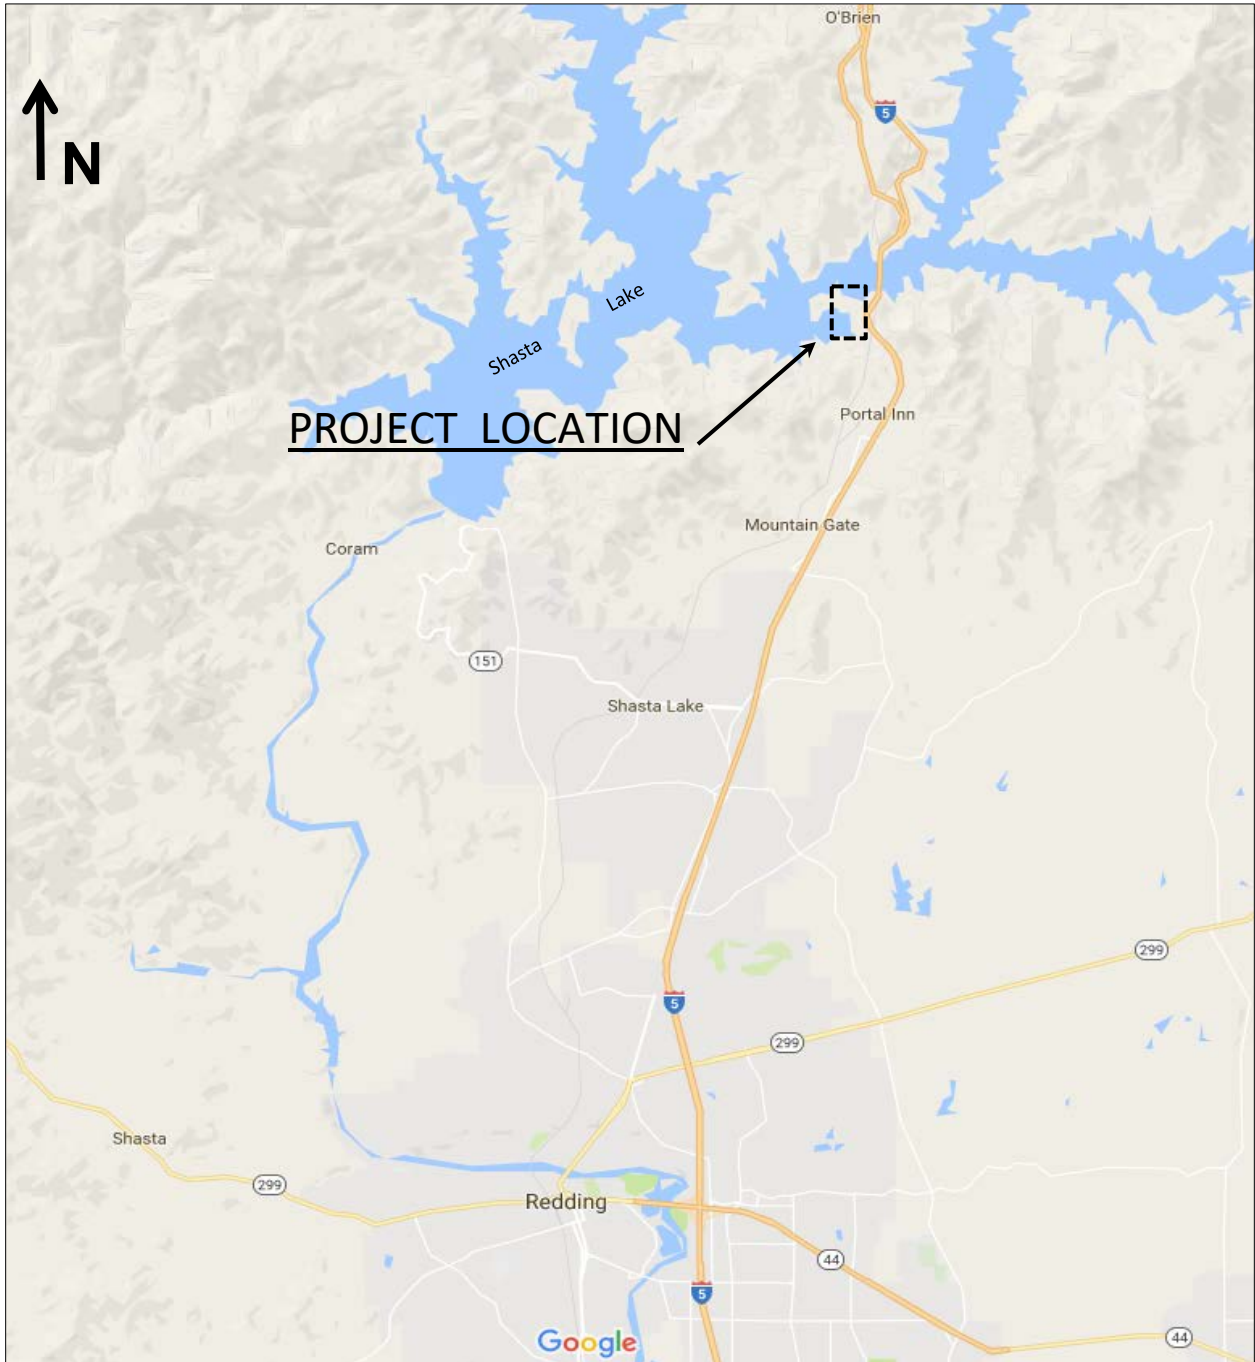 O'Brien
5
N
Lake
Shasta
PROJECT LOCATION
Portal Inn
Mountain Gate
Coram
151
Shasta Lake
299
5
299
Shasta
299
Redding
44
5
Google
44